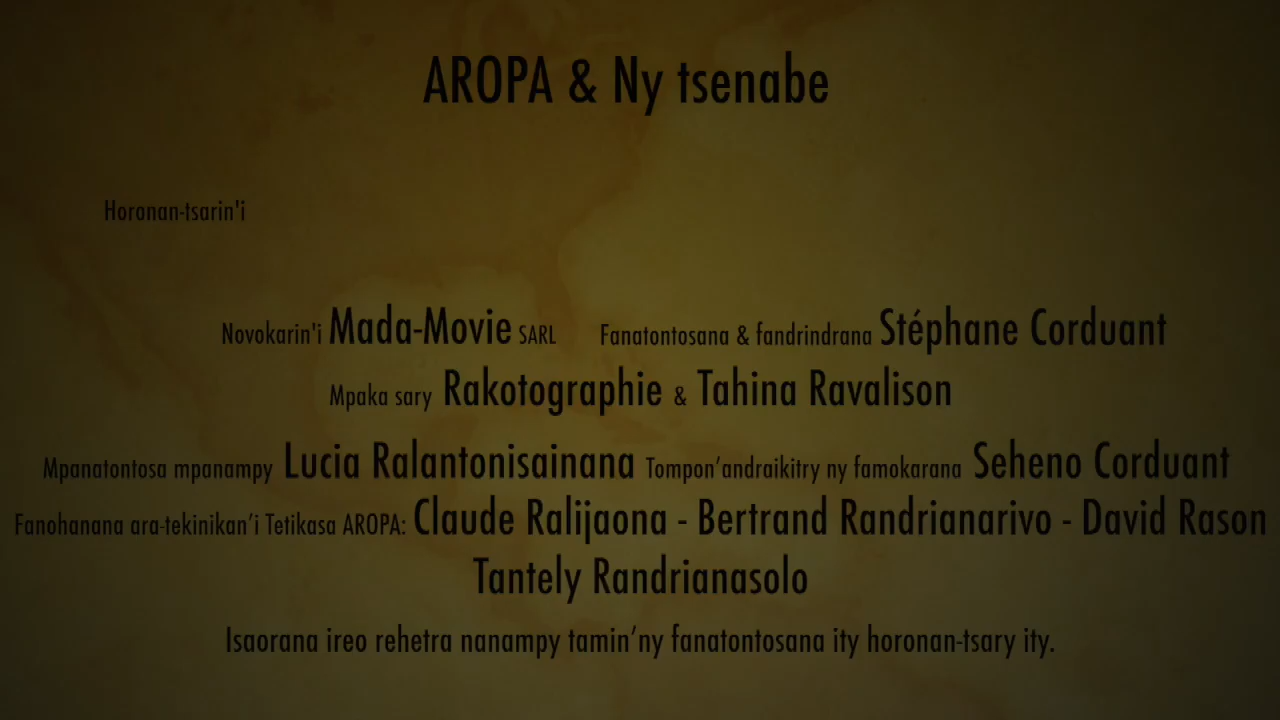 AROPA & Ny tsenabe
Horonan-tsarin'i
Novokarin'i Mada-Movie SARL Fanatontosana & fandrindrana Stéphane Corduant
Mpaka sary Rakotographie & Tahina Ravalison
Mpanatontosa mpanampy Lucia Ralantonisainana Tompon’andraikitry ny famokarana Seheno Corduant
Fanohanana ara-tekinikan’i Tetikasa AROPA: Claude Ralijaona - Bertrand Randrianarivo - David Rason
Tantely Randrianasolo
Isaorana ireo rehetra nanampy tamin’ny fanatontosana ity horonan-tsary ity.